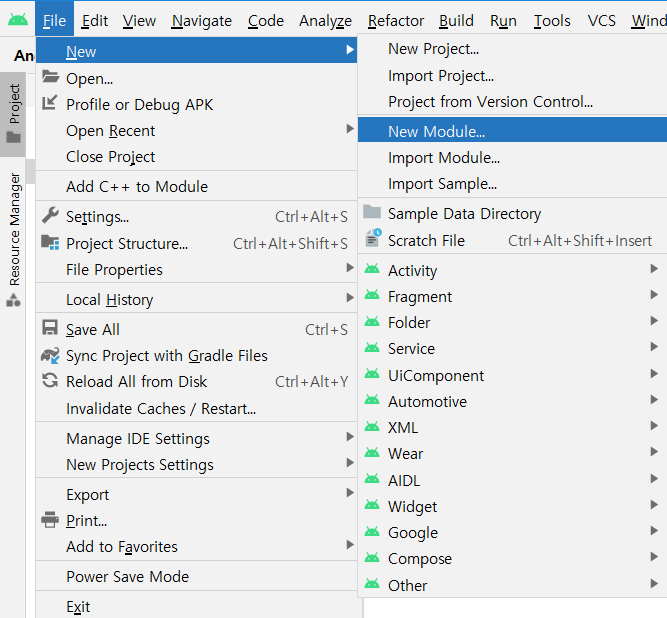 File Edit View Navigate Code Analyze Refactor Build Run Tools VCS Wind
An
Project
Resource Manager
New
Open...
Profile or Debug APK
Open Recent
Close Project
Add C++ to Module
Settings... Ctrl+Alt+S
Project Structure... Ctrl+Alt+Shift+S
File Properties
Local History
Save All Ctrl+S
Sync Project with Gradle Files
Reload All from Disk Ctrl+Alt+Y
Invalidate Caches / Restart...
Manage IDE Settings
New Projects Settings
Export
Print...
Add to Favorites
Power Save Mode
Exit
New Project...
Import Project...
Project from Version Control...
New Module...
Import Module...
Import Sample...
Sample Data Directory
Scratch File Ctrl+Alt+Shift+Insert
Activity
Fragment
Folder
Service
UiComponent
Automotive
XML
Wear
AIDL
Widget
Google
Compose
Other